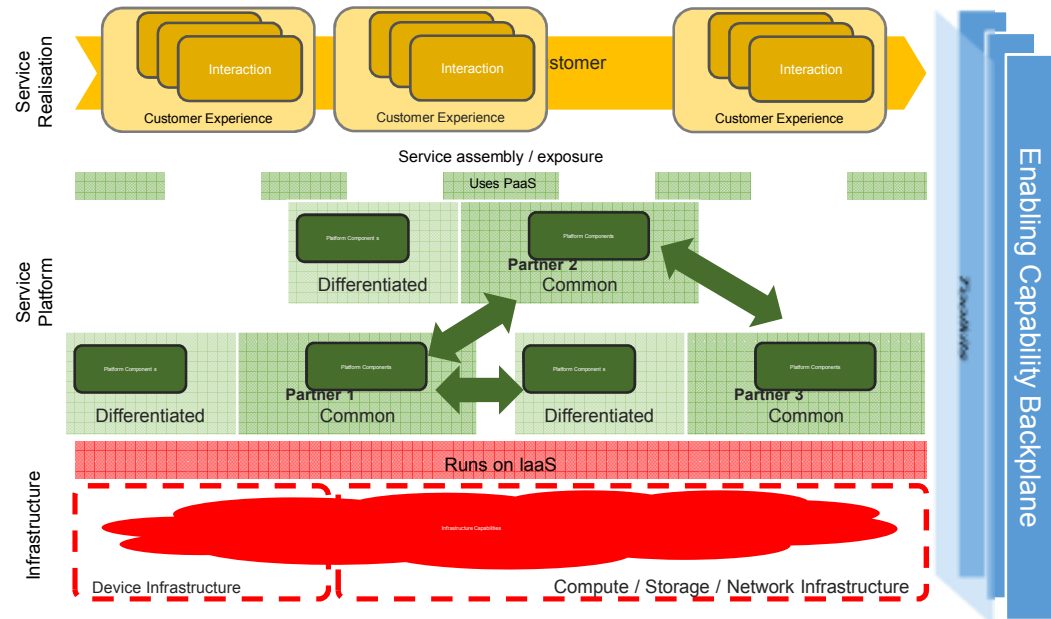 Service
Realisation
Interaction
Customer Experience
Interaction
Customer Experience
stomer
Interaction
Customer Experience
Service assembly / exposure
Uses PaaS
Service
Platform
Platform Component s
Differentiated
Platform Components
Partner 2
Common
Platform Component s
Differentiated
Platform Components
Partner 1
Common
Platform Component s
Differentiated
Platform Components
Partner 3
Common
Runs on IaaS
Infrastructure
Infrastructure Capabilities
Device Infrastructure
Compute / Storage / Network Infrastructure
Enabling Capability Backplane